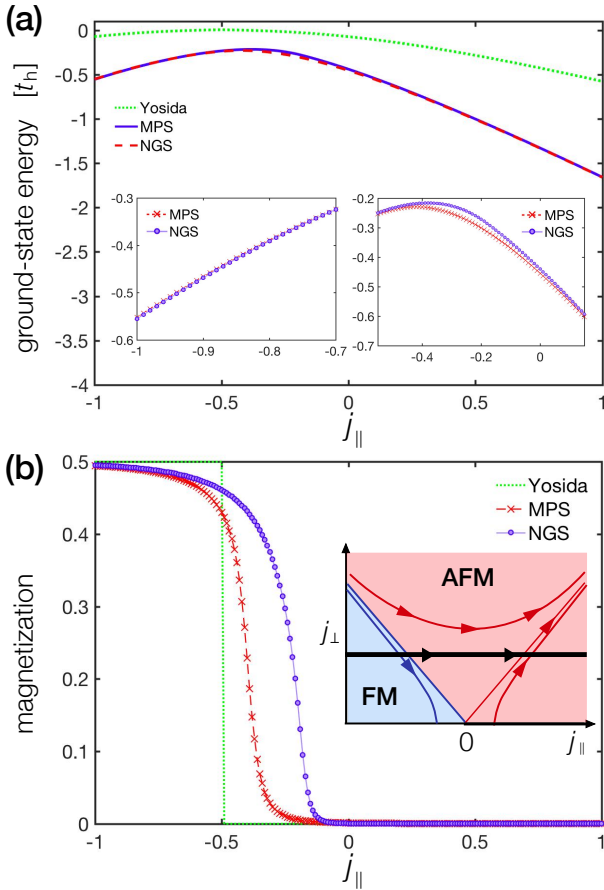 (a)
0
-0.5
-1
-1.5
-2
-2.5
-3
-3.5
-4
ground-state energy [t_h]
Yosida
MPS
NGS
-0.3
-0.4
-0.5
-0.6
MPS
NGS
-1 -0.9 -0.8 -0.7
-0.2
-0.3
-0.4
-0.5
-0.6
-0.7
MPS
NGS
-0.4 -0.2 0
-1 -0.5 0 0.5 1
j_∥
(b)
0.5
0.4
0.3
0.2
0.1
0
magnetization
Yosida
MPS
NGS
AFM
j_⊥
FM
0 j_∥
-1 -0.5 0 0.5 1
j_∥